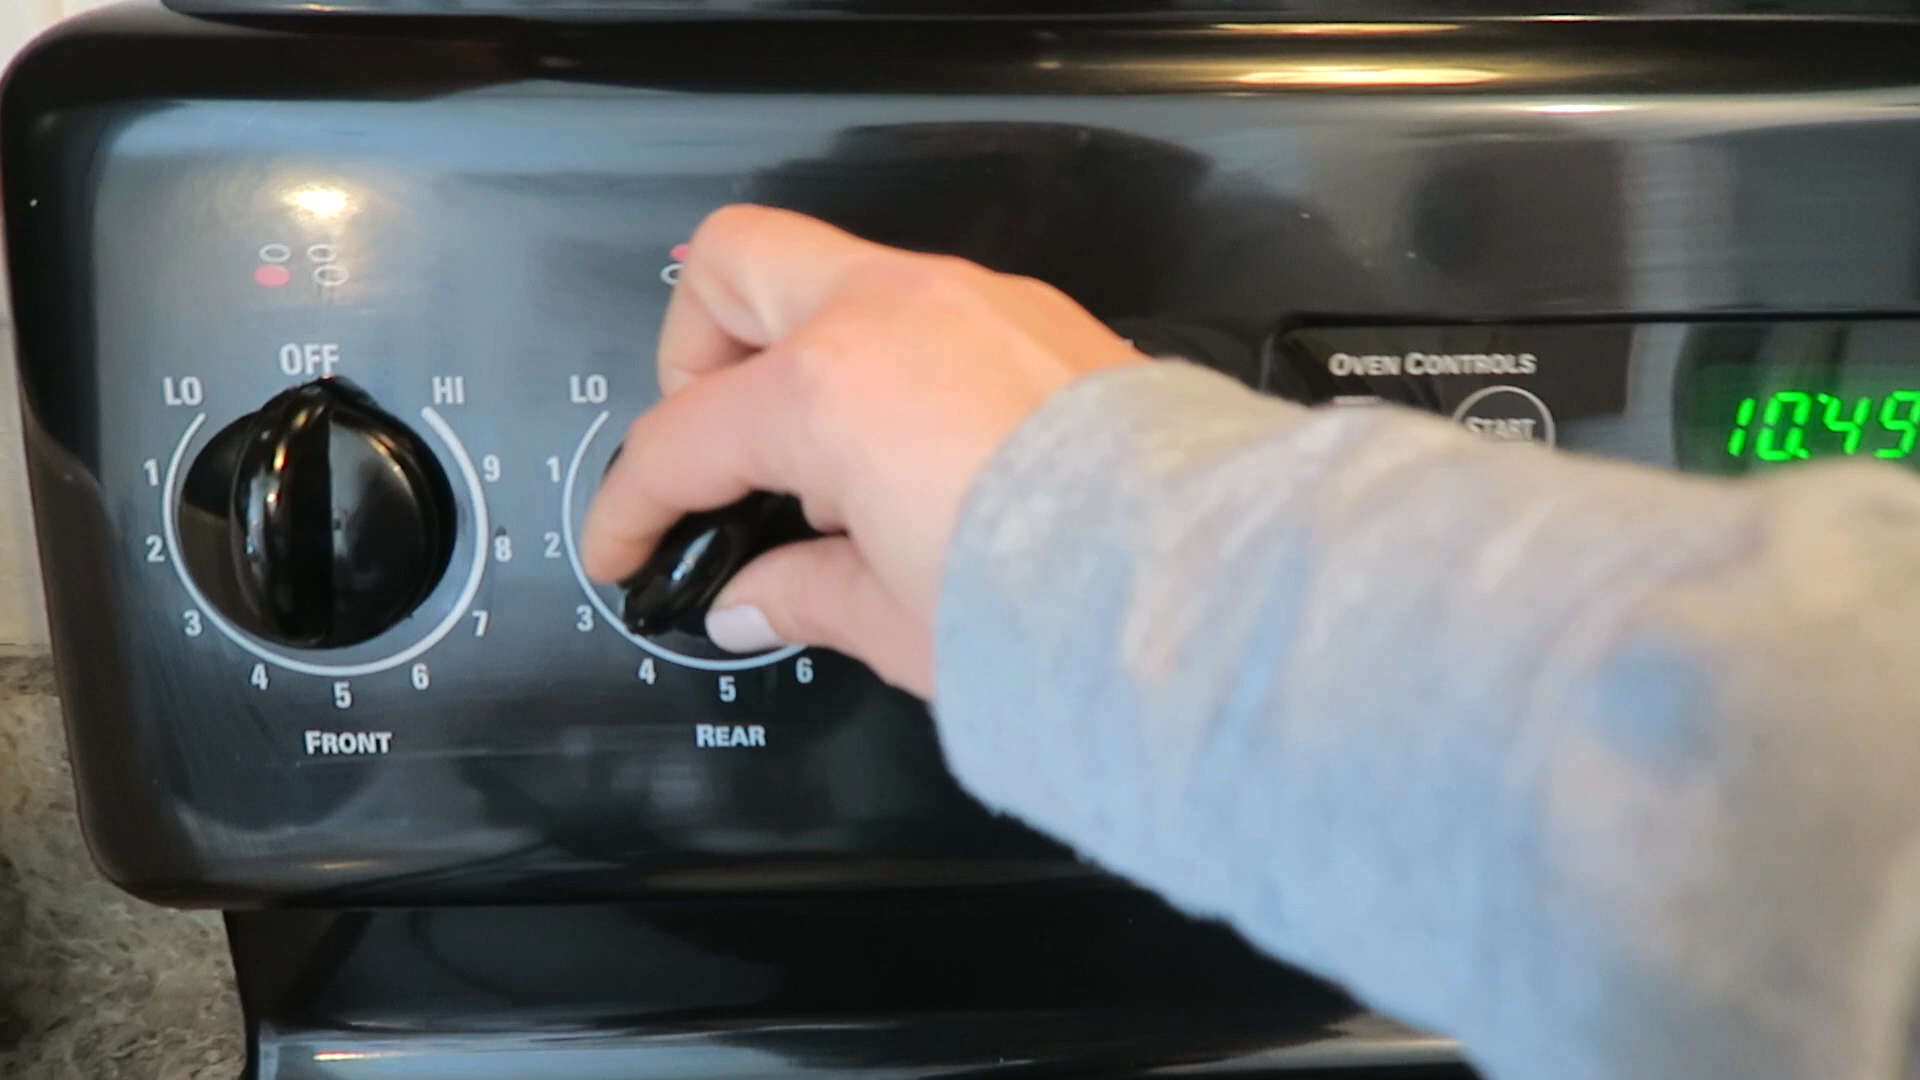 OFF
LO HI
1 9
2 8
3 7
4 6
5
FRONT
LO
1
2
3
4 6
5
REAR
OVEN CONTROLS
START
10:49